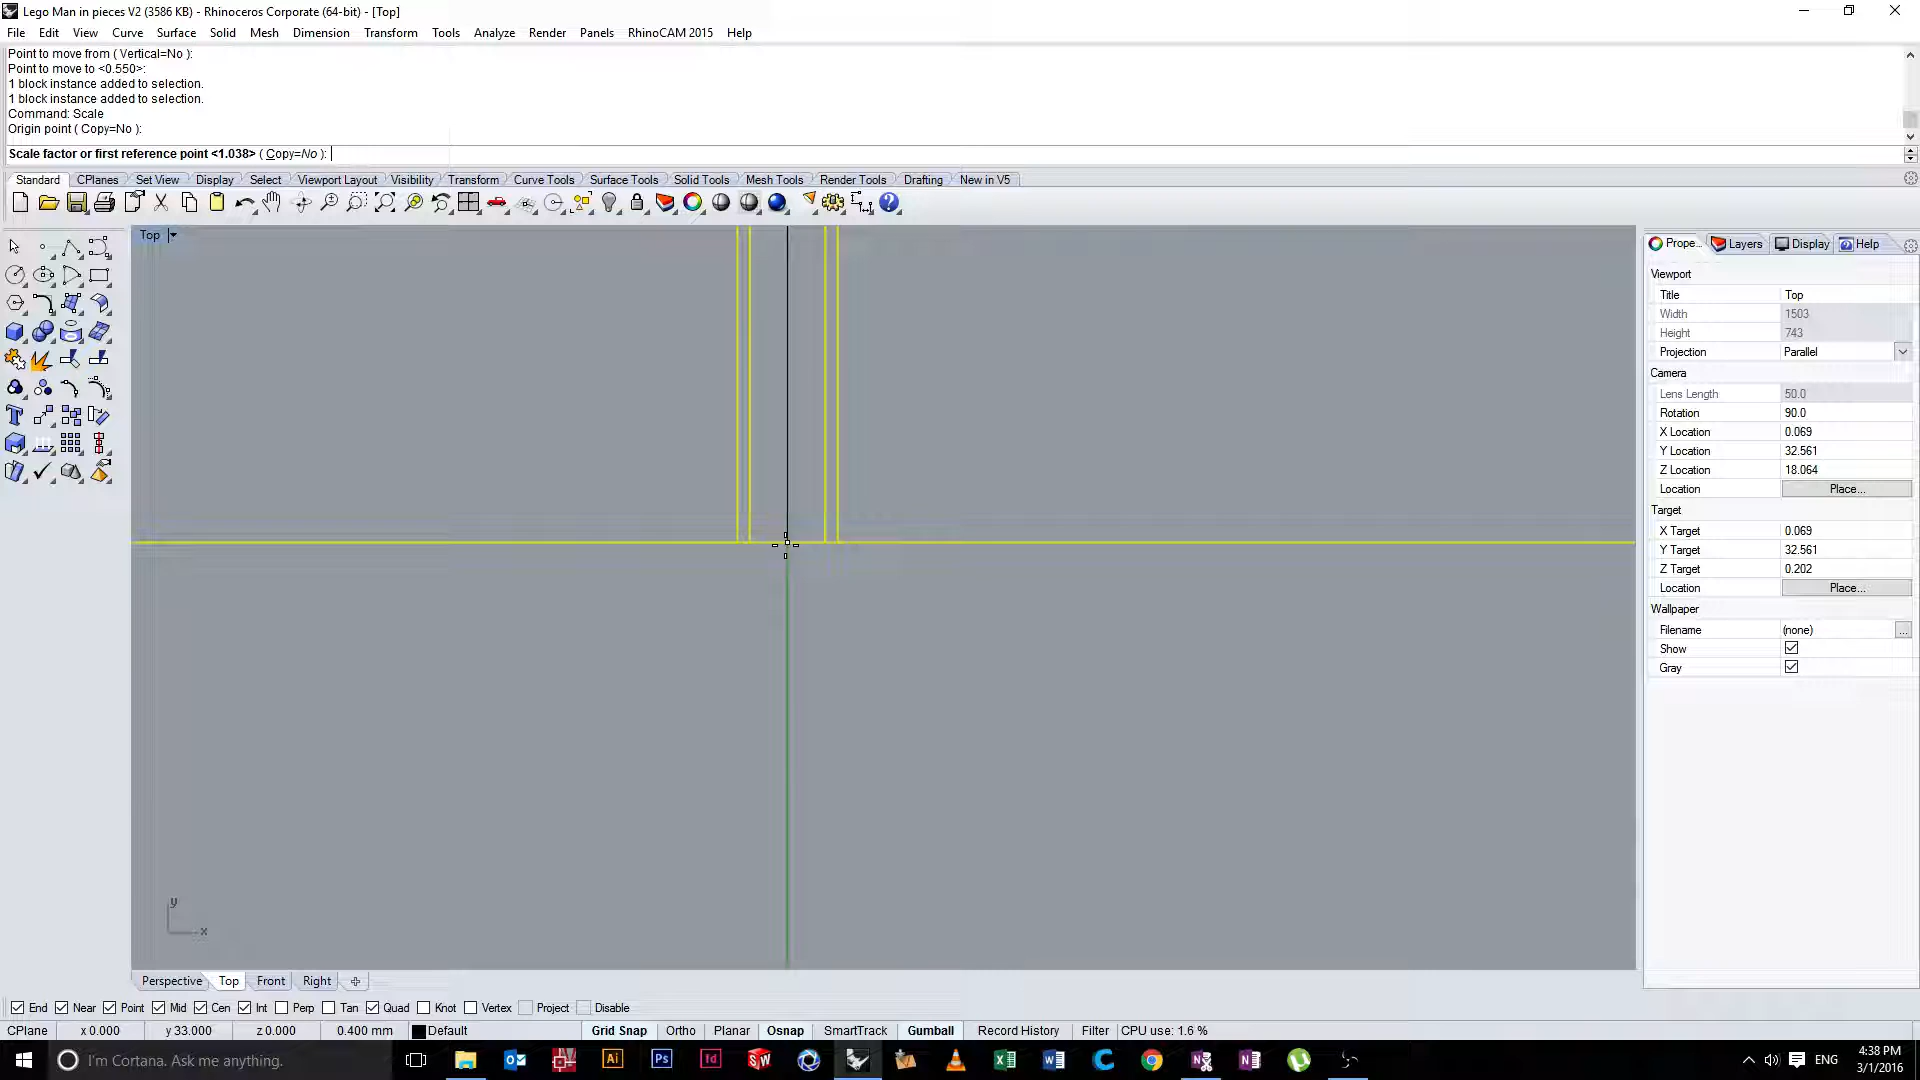 Lego Man in pieces V2 (3586 KB) - Rhinoceros Corporate (64-bit) - [Top]
File Edit View Curve Surface Solid Mesh Dimension Transform Tools Analyze Render Panels RhinoCAM 2015 Help
Point to move from ( Vertical=No ):
Point to move to <0.550>:
1 block instance added to selection.
1 block instance added to selection.
Command: Scale
Origin point ( Copy=No ):
Scale factor or first reference point <1.038> ( Copy=No ):
Standard CPlanes Set View Display Select Viewport Layout Visibility Transform Curve Tools Surface Tools Solid Tools Mesh Tools Render Tools Drafting New in V5
Top
Prope... Layers Display Help
Viewport
Title Top
Width 1503
Height 743
Projection Parallel
Camera
Lens Length 50.0
Rotation 90.0
X Location 0.069
Y Location 32.561
Z Location 18.064
Location Place...
Target
X Target 0.069
Y Target 32.561
Z Target 0.202
Location Place...
Wallpaper
Filename (none) ...
Show
Gray
y
x
Perspective Top Front Right
End Near Point Mid Cen Int Perp Tan Quad Knot Vertex Project Disable
CPlane x 0.000 y 33.000 z 0.000 0.400 mm Default Grid Snap Ortho Planar Osnap SmartTrack Gumball Record History Filter CPU use: 1.6 %
I'm Cortana. Ask me anything.
Ai Ps Id SW
ENG
4:38 PM
3/1/2016